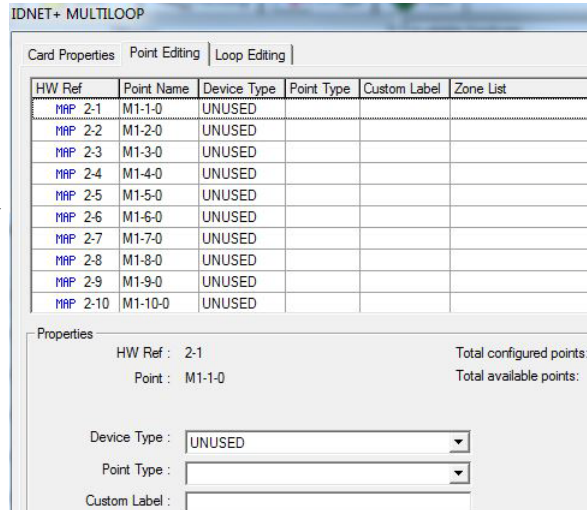 IDNET+ MULTILOOP
Card Properties Point Editing Loop Editing
HW Ref Point Name Device Type Point Type Custom Label Zone List
MAP 2-1 M1-1-0 UNUSED
MAP 2-2 M1-2-0 UNUSED
MAP 2-3 M1-3-0 UNUSED
MAP 2-4 M1-4-0 UNUSED
MAP 2-5 M1-5-0 UNUSED
MAP 2-6 M1-6-0 UNUSED
MAP 2-7 M1-7-0 UNUSED
MAP 2-8 M1-8-0 UNUSED
MAP 2-9 M1-9-0 UNUSED
MAP 2-10 M1-10-0 UNUSED
Properties
HW Ref : 2-1 Total configured points:
Point : M1-1-0 Total available points:
Device Type : UNUSED
Point Type :
Custom Label :